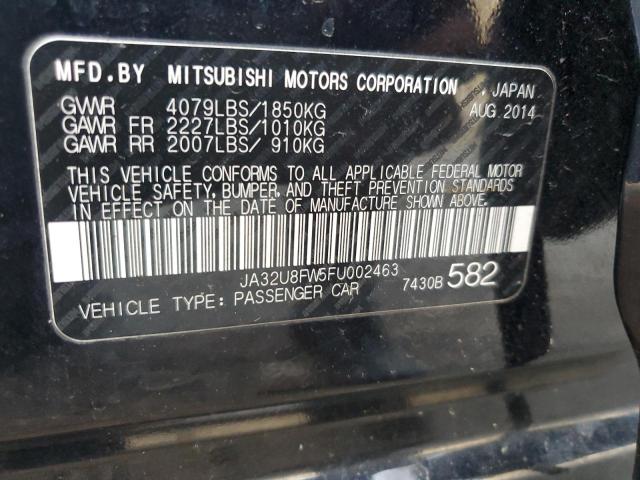 MFD.BY MITSUBISHI MOTORS CORPORATION JAPAN
GVWR 4079LBS/1850KG AUG.2014
GAWR FR 2227LBS/1010KG
GAWR RR 2007LBS/ 910KG
THIS VEHICLE CONFORMS TO ALL APPLICABLE FEDERAL MOTOR
VEHICLE SAFETY, BUMPER, AND THEFT PREVENTION STANDARDS
IN EFFECT ON THE DATE OF MANUFACTURE SHOWN ABOVE.
JA32U8FW5FU002463 7430B 582
VEHICLE TYPE: PASSENGER CAR